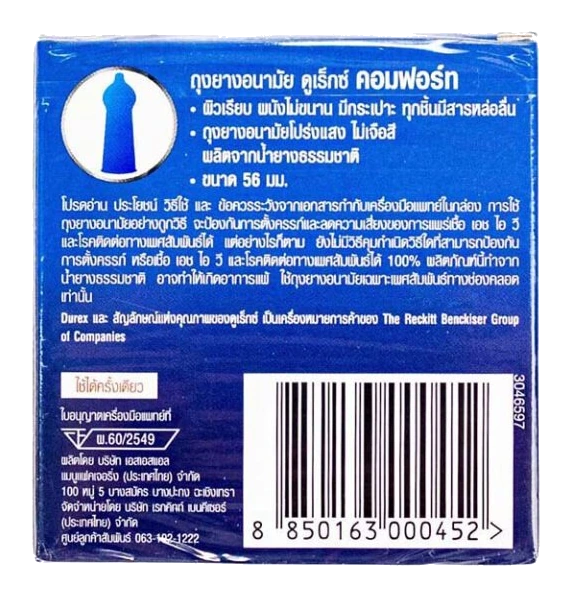 ถุงยางอนามัย ดูเร็กซ์ คอมฟอร์ท
• ผิวเรียบ ผนังไม่ขนาน มีกระเปาะ ทุกชิ้นมีสารหล่อลื่น
• ถุงยางอนามัยโปร่งแสง ไม่เจือสี
ผลิตจากน้ำยางธรรมชาติ
• ขนาด 56 มม.
โปรดอ่าน ประโยชน์ วิธีใช้ และ ข้อควรระวังจากเอกสารกำกับเครื่องมือแพทย์ในกล่อง การใช้
ถุงยางอนามัยอย่างถูกวิธี จะป้องกันการตั้งครรภ์และลดความเสี่ยงของการแพร่เชื้อ เอช ไอ วี
และโรคติดต่อทางเพศสัมพันธ์ได้ แต่อย่างไรก็ตาม ยังไม่มีวิธีคุมกำเนิดวิธีใดที่สามารถป้องกัน
การตั้งครรภ์ หรือเชื้อ เอช ไอ วี และโรคติดต่อทางเพศสัมพันธ์ได้ 100% ผลิตภัณฑ์นี้ทำจาก
น้ำยางธรรมชาติ อาจทำให้เกิดอาการแพ้ ใช้ถุงยางอนามัยเฉพาะเพศสัมพันธ์ทางช่องคลอด
เท่านั้น
Durex และ สัญลักษณ์แห่งคุณภาพของดูเร็กซ์ เป็นเครื่องหมายการค้าของ The Reckitt Benckiser Group
of Companies
ใช้ได้ครั้งเดียว
ใบอนุญาตเครื่องมือแพทย์ที่
ผ.60/2549
ผลิตโดย บริษัท เอสเอสแอล
แมนูแฟคเจอริ่ง (ประเทศไทย) จำกัด
100 หมู่ 5 บางสมัคร บางปะกง ฉะเชิงเทรา
จัดจำหน่ายโดย บริษัท เรกคิทท์ เบนคีเซอร์
(ประเทศไทย) จำกัด
ศูนย์ลูกค้าสัมพันธ์ 063-192-1222
3046597
8 850163 000452 >